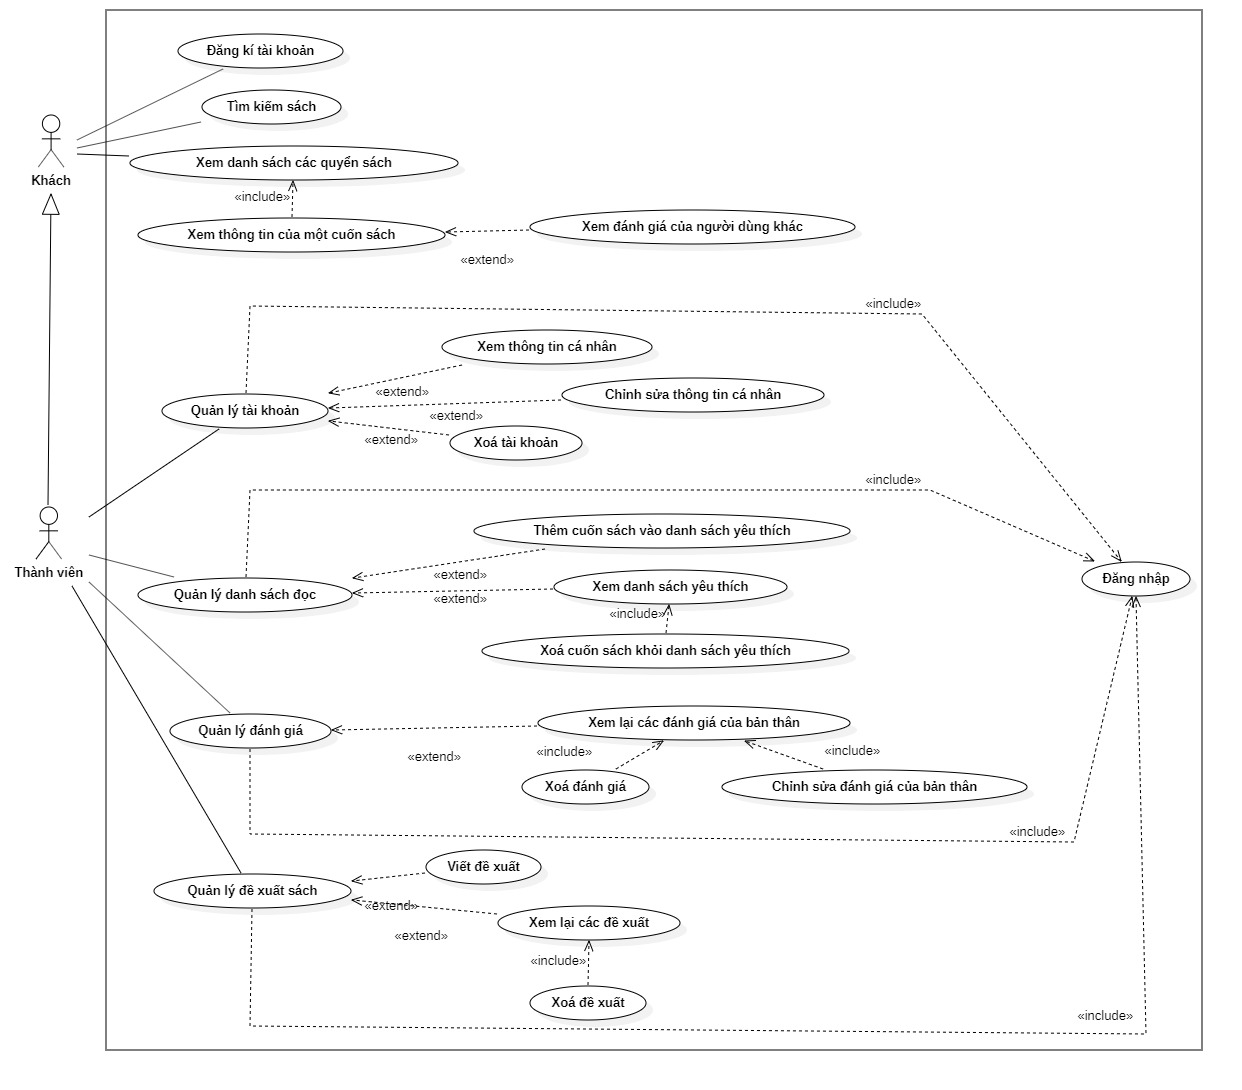 Đăng kí tài khoản
Tìm kiếm sách
Khách
Xem danh sách các quyển sách
«include»
Xem thông tin của một cuốn sách
Xem đánh giá của người dùng khác
«extend»
«include»
Xem thông tin cá nhân
«extend»
Chỉnh sửa thông tin cá nhân
Quản lý tài khoản
«extend»
«extend»
Xoá tài khoản
«include»
Thêm cuốn sách vào danh sách yêu thích
Thành viên
«extend»
Đăng nhập
Xem danh sách yêu thích
Quản lý danh sách đọc
«extend»
«include»
Xoá cuốn sách khỏi danh sách yêu thích
Xem lại các đánh giá của bản thân
Quản lý đánh giá
«extend»
«include»
«include»
Xoá đánh giá
Chỉnh sửa đánh giá của bản thân
«include»
Viết đề xuất
Quản lý đề xuất sách
«extend»
Xem lại các đề xuất
«extend»
«include»
Xoá đề xuất
«include»